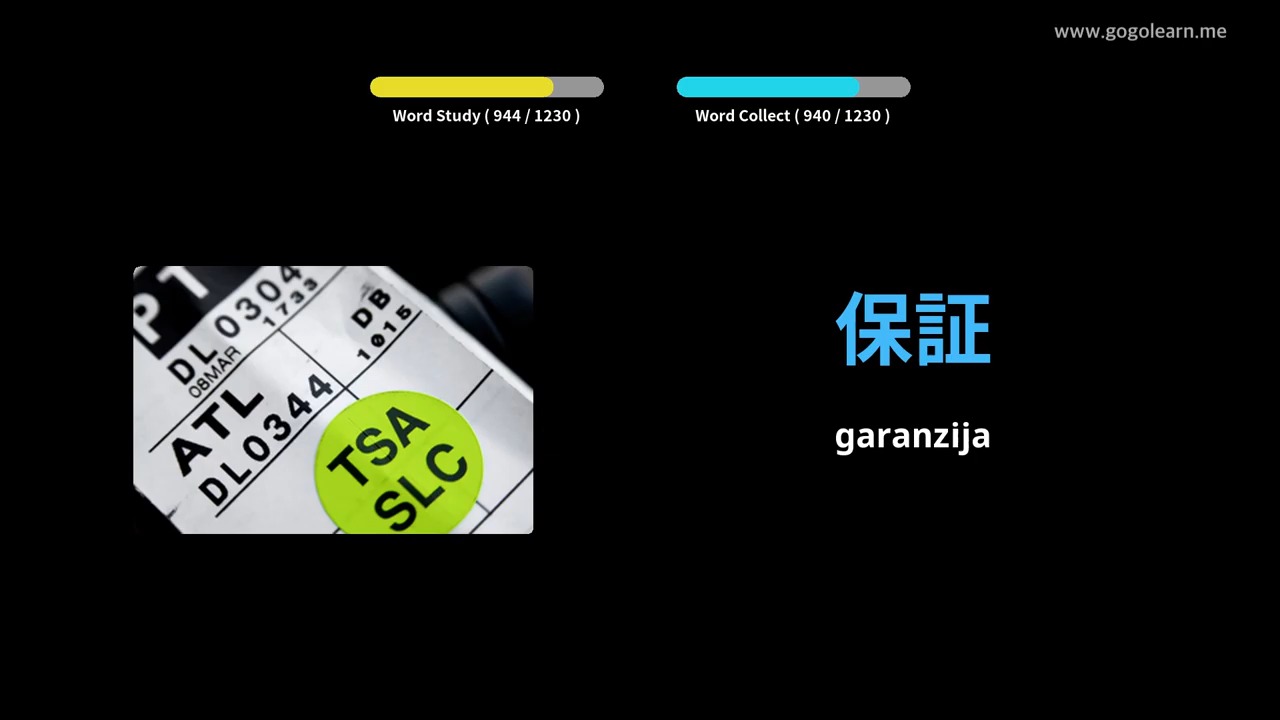 www.gogolearn.me
Word Study ( 944 / 1230 )
Word Collect ( 940 / 1230 )
P1
DL0304
1733
08MAR
DB
1015
ATL
DL0344
TSA
SLC
保証
garanzija